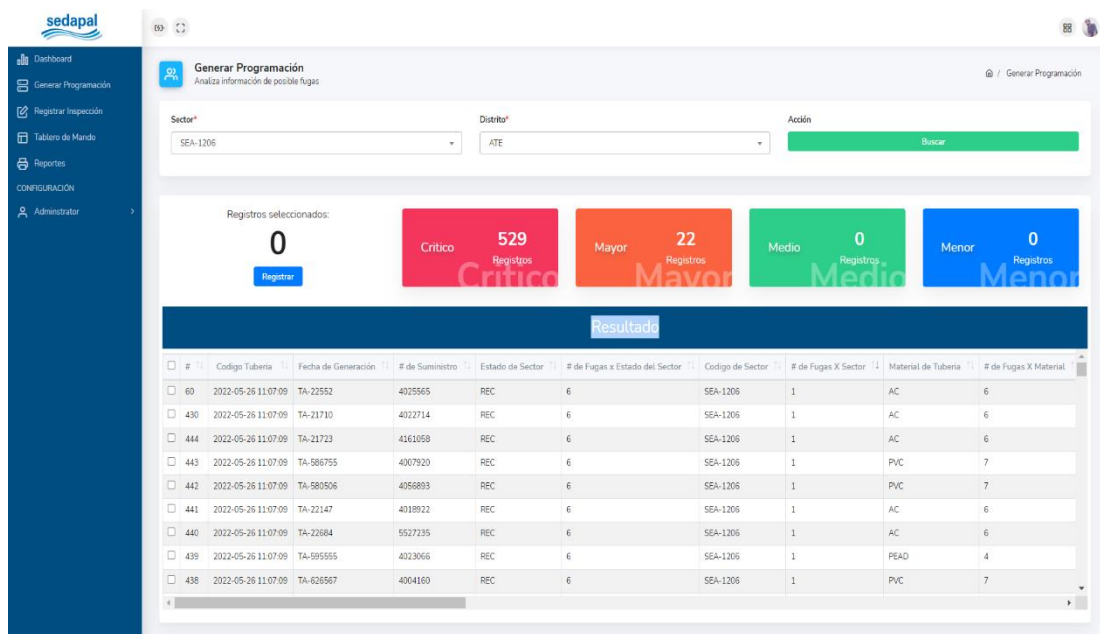 sedapal
Dashboard
Generar Programación
Registrar Inspección
Tablero de Mando
Reportes
CONFIGURACIÓN
Adminstrator
Generar Programación
Analiza información de posible fugas
/ Generar Programación
Sector* Distrito* Acción
SEA-1206 ATE Buscar
Registros seleccionados:
0
Registrar
Critico 529 Registros Critico
Mayor 22 Registros Mayor
Medio 0 Registros Medio
Menor 0 Registros Menor
Resultado
# Codigo Tuberia Fecha de Generación # de Suministro Estado de Sector # de Fugas x Estado del Sector Codigo de Sector # de Fugas X Sector Material de Tuberia # de Fugas X Material
60 2022-05-26 11:07:09 TA-22552 4025565 REC 6 SEA-1206 1 AC 6
430 2022-05-26 11:07:09 TA-21710 4022714 REC 6 SEA-1206 1 AC 6
444 2022-05-26 11:07:09 TA-21723 4161058 REC 6 SEA-1206 1 AC 6
443 2022-05-26 11:07:09 TA-586755 4007920 REC 6 SEA-1206 1 PVC 7
442 2022-05-26 11:07:09 TA-580506 4056893 REC 6 SEA-1206 1 PVC 7
441 2022-05-26 11:07:09 TA-22147 4018922 REC 6 SEA-1206 1 AC 6
440 2022-05-26 11:07:09 TA-22684 5527235 REC 6 SEA-1206 1 AC 6
439 2022-05-26 11:07:09 TA-595555 4023066 REC 6 SEA-1206 1 PEAD 4
438 2022-05-26 11:07:09 TA-626567 4004160 REC 6 SEA-1206 1 PVC 7